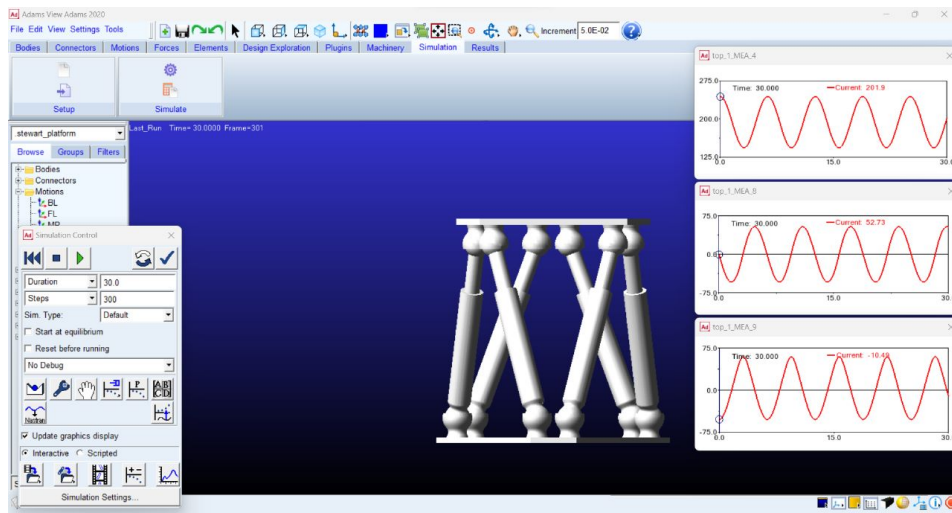 Adams View Adams 2020
File Edit View Settings Tools
Increment 5.0E-02
Bodies Connectors Motions Forces Elements Design Exploration Plugins Machinery Simulation Results
Setup Simulate
.stewart_platform
Browse Groups Filters
Bodies
Connectors
Motions
BL
FL
Last_Run Time= 30.0000 Frame=301
Simulation Control
Duration 30.0
Steps 300
Sim. Type: Default
Start at equilibrium
Reset before running
No Debug
Nastran
Update graphics display
Interactive Scripted
Simulation Settings...
top_1_MEA_4
275.0
Time: 30.000 Current: 201.9
200.0
125.0
0.0 15.0 30.
top_1_MEA_8
75.0
Time: 30.000 Current: 52.73
0.0
-75.0
0.0 15.0 30.
top_1_MEA_9
75.0
Time: 30.000 Current: -10.49
0.0
-75.0
0.0 15.0 30.